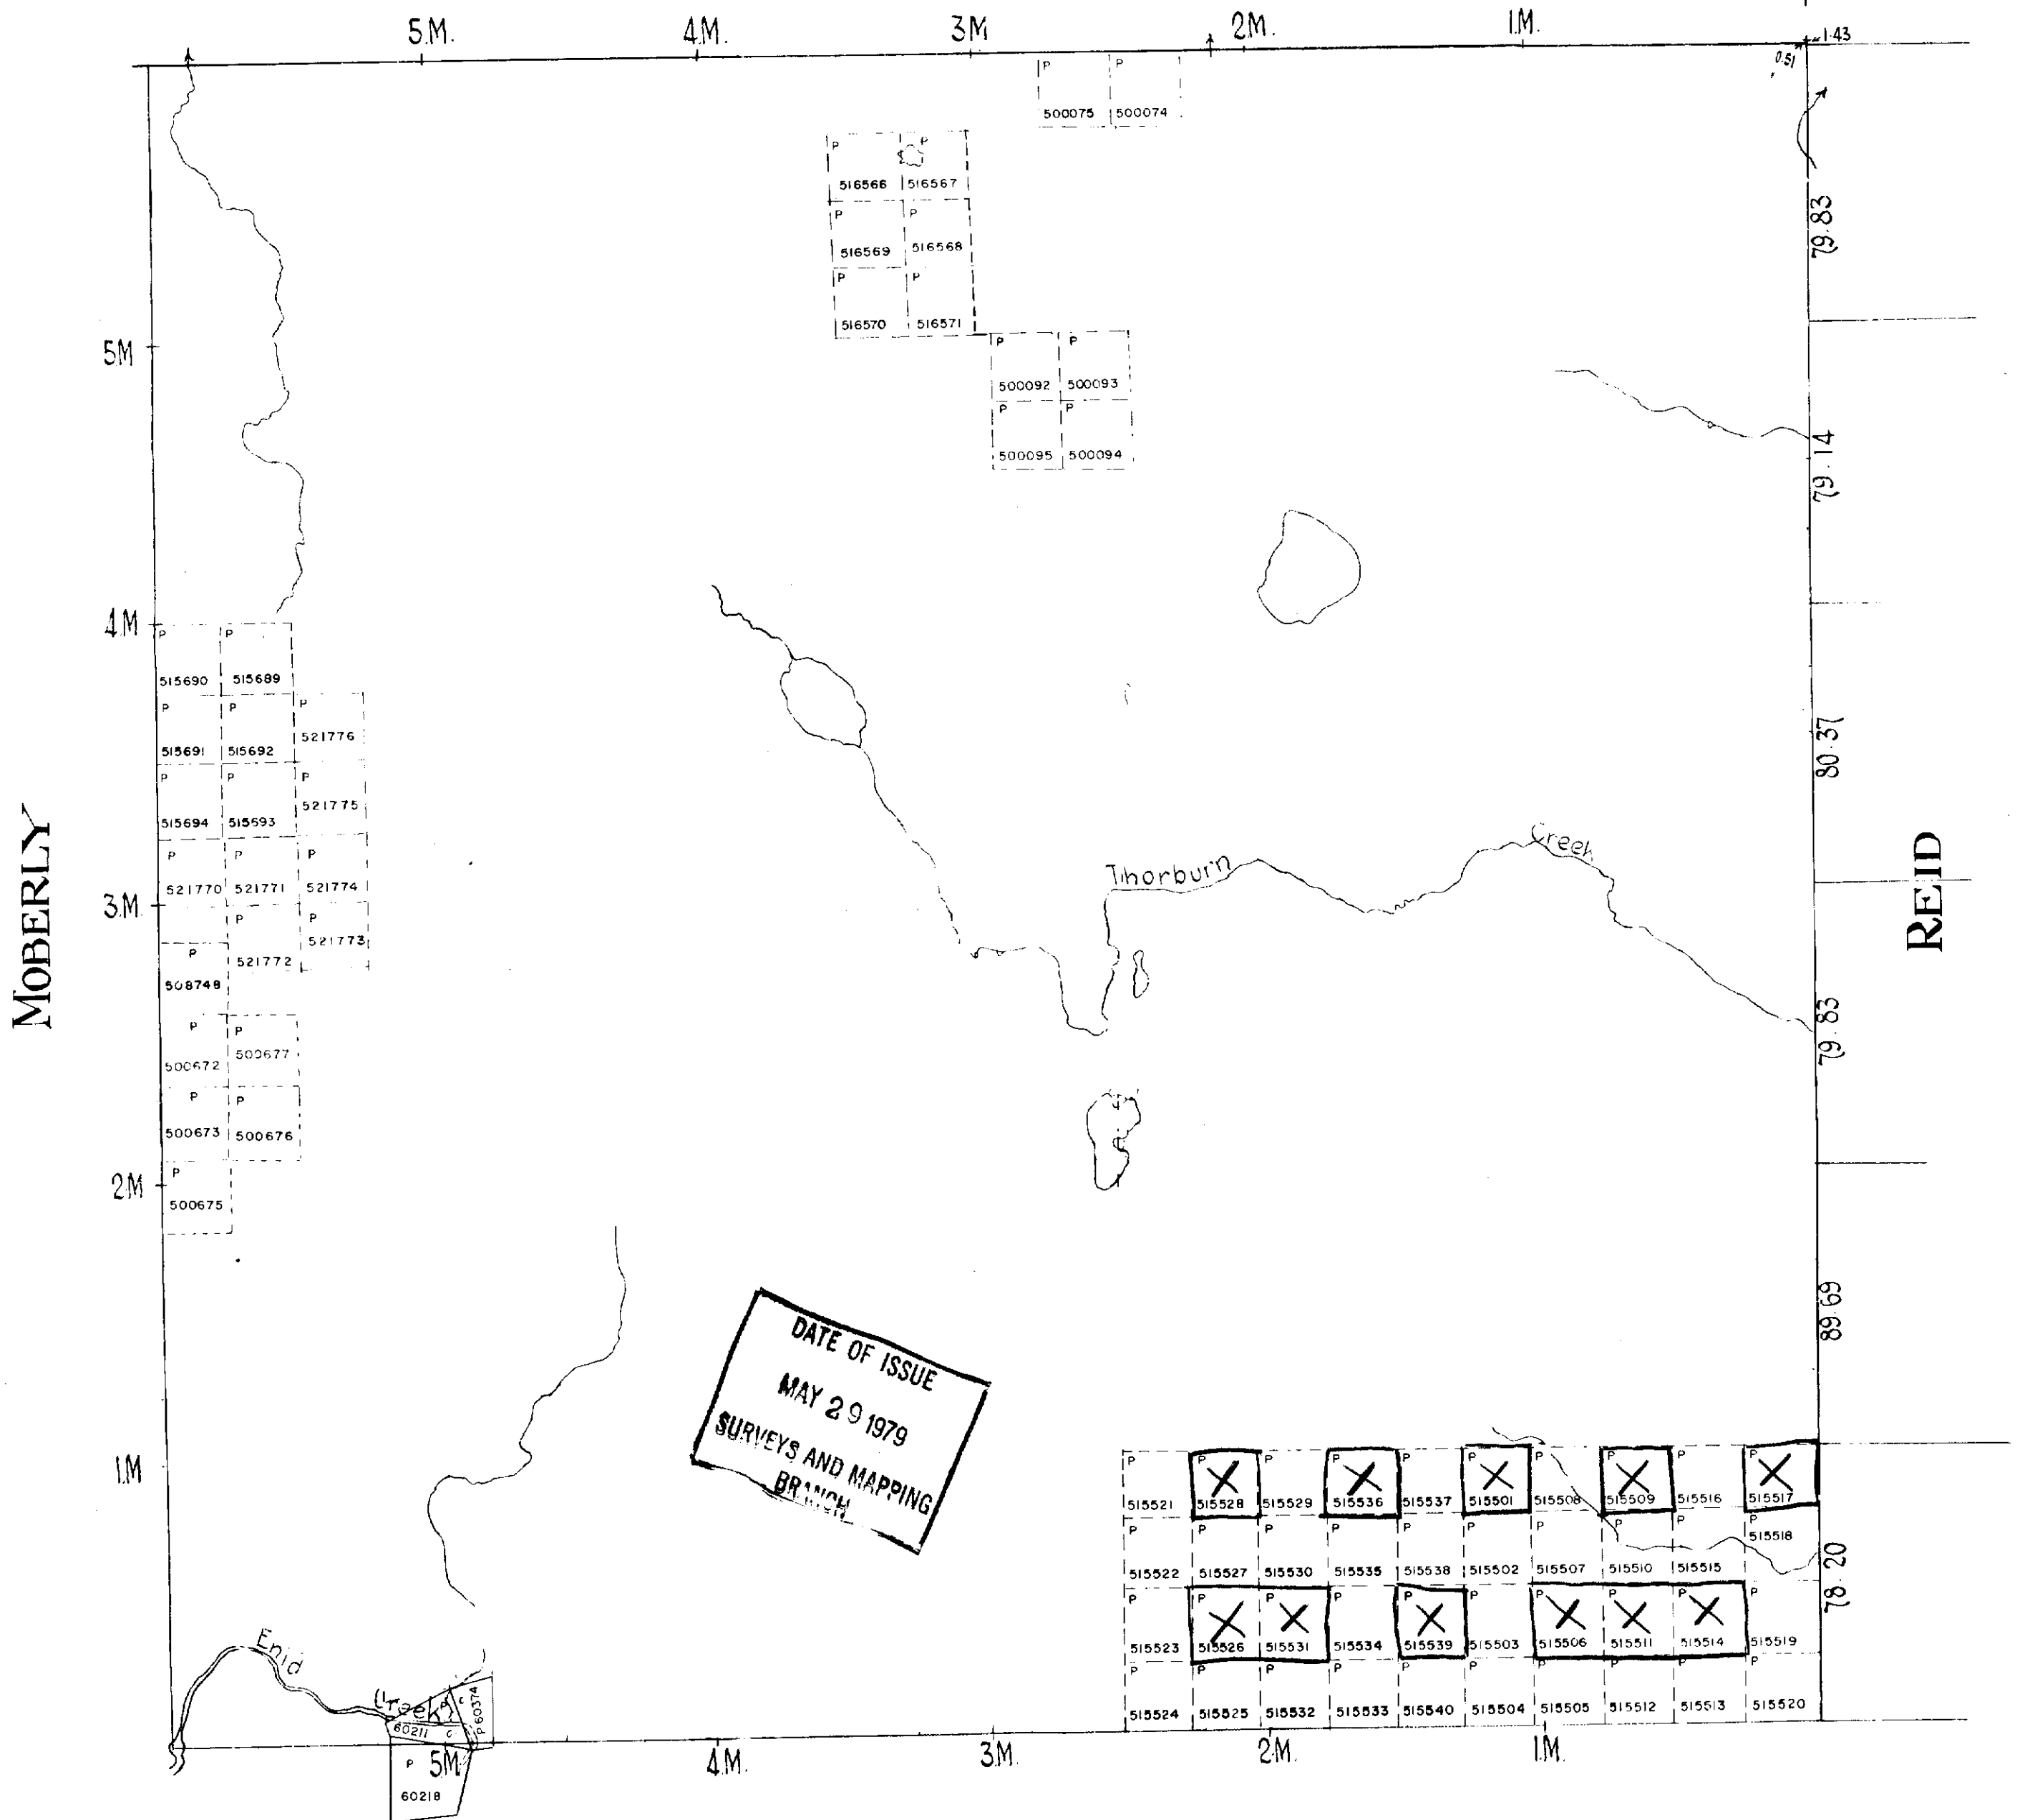 5M. 4M. 3M 2M. 1M.
1.43
0.51
P P
500075 500074
P P
516566 516567
79.83
P P
516569 516568
P P
516570 516571
5M
P P
500092 500093
P P
500095 500094
79.14
4M
P P
515690 515689
P P P
515691 515692 521776
80.37
P P P
515694 515693 521775
MOBERLY
REID
Thorburn Creek
P P P
521770 521771 521774
3M.
P P
521772 521773
P
508748
79.83
P P
500672 500677
P P
500673 500676
2M
P
500675
89.69
DATE OF ISSUE
MAY 29 1979
SURVEYS AND MAPPING
BRANCH
1M
P P P P P P P P P P
515521 515528 515529 515536 515537 515501 515508 515509 515516 515517
P P P P P P P P P
515518
515522 515527 515530 515535 515538 515502 515507 515510 515515
78.20
P P P P P P P P P P
515523 515526 515531 515534 515539 515503 515506 515511 515514 515519
P P P P P P P P P P
515524 515525 515532 515533 515540 515504 515505 515512 515513 515520
Enid Creek
P 60374
60211
5M. 4M. 3M. 2M. 1M.
P
60218